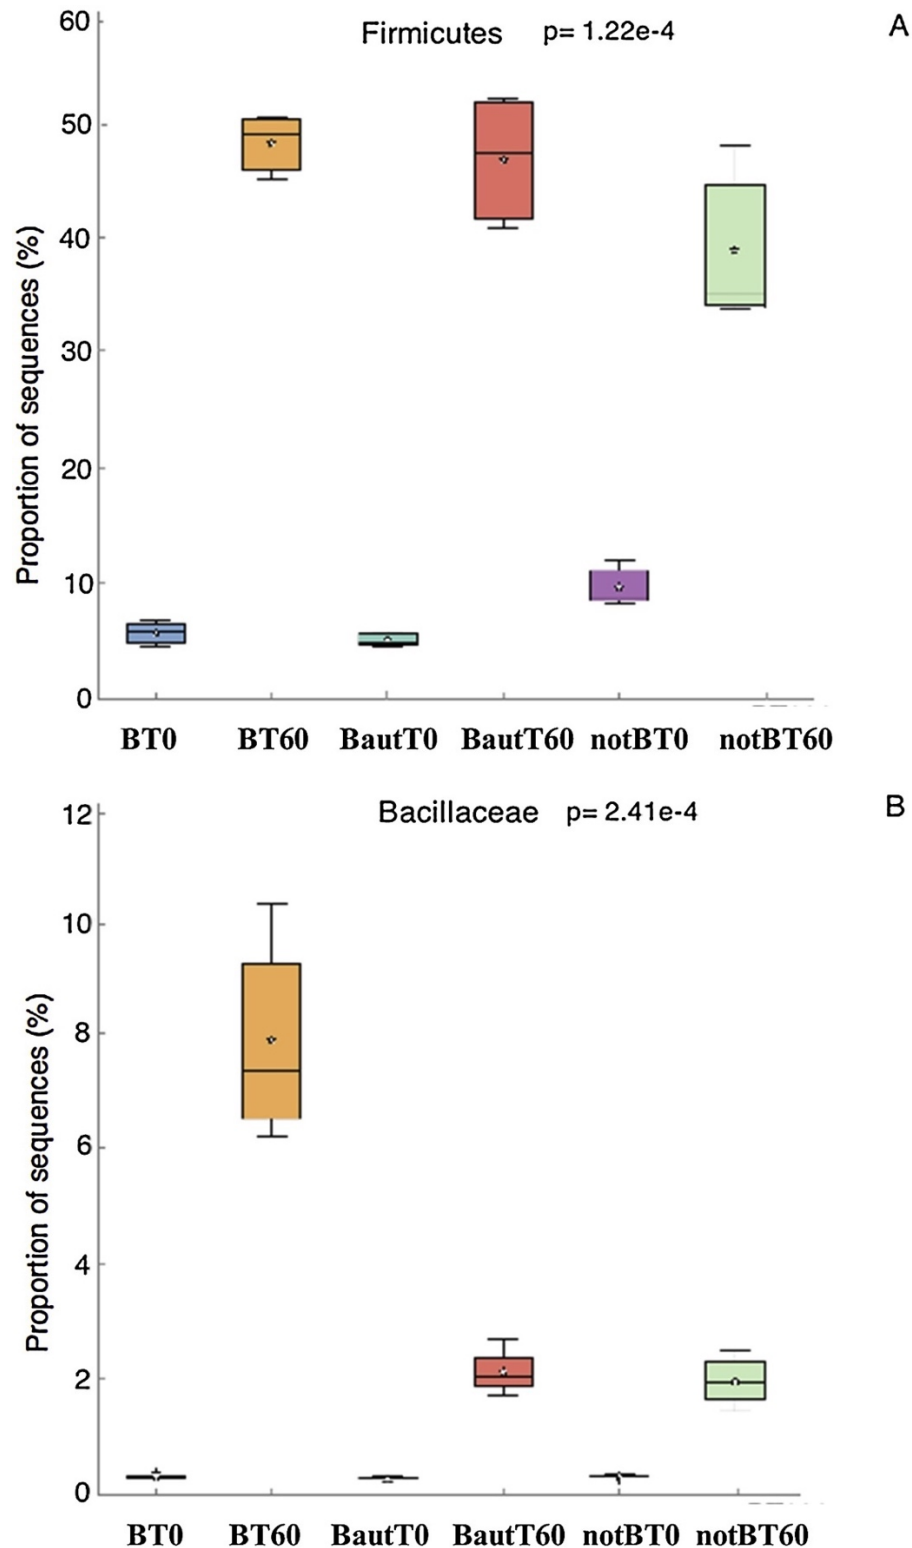 A
Firmicutes p= 1.22e-4
60
50
40
30
20
10
0
Proportion of sequences (%)
BT0 BT60 BautT0 BautT60 notBT0 notBT60
B
Bacillaceae p= 2.41e-4
12
10
8
6
4
2
0
Proportion of sequences (%)
BT0 BT60 BautT0 BautT60 notBT0 notBT60